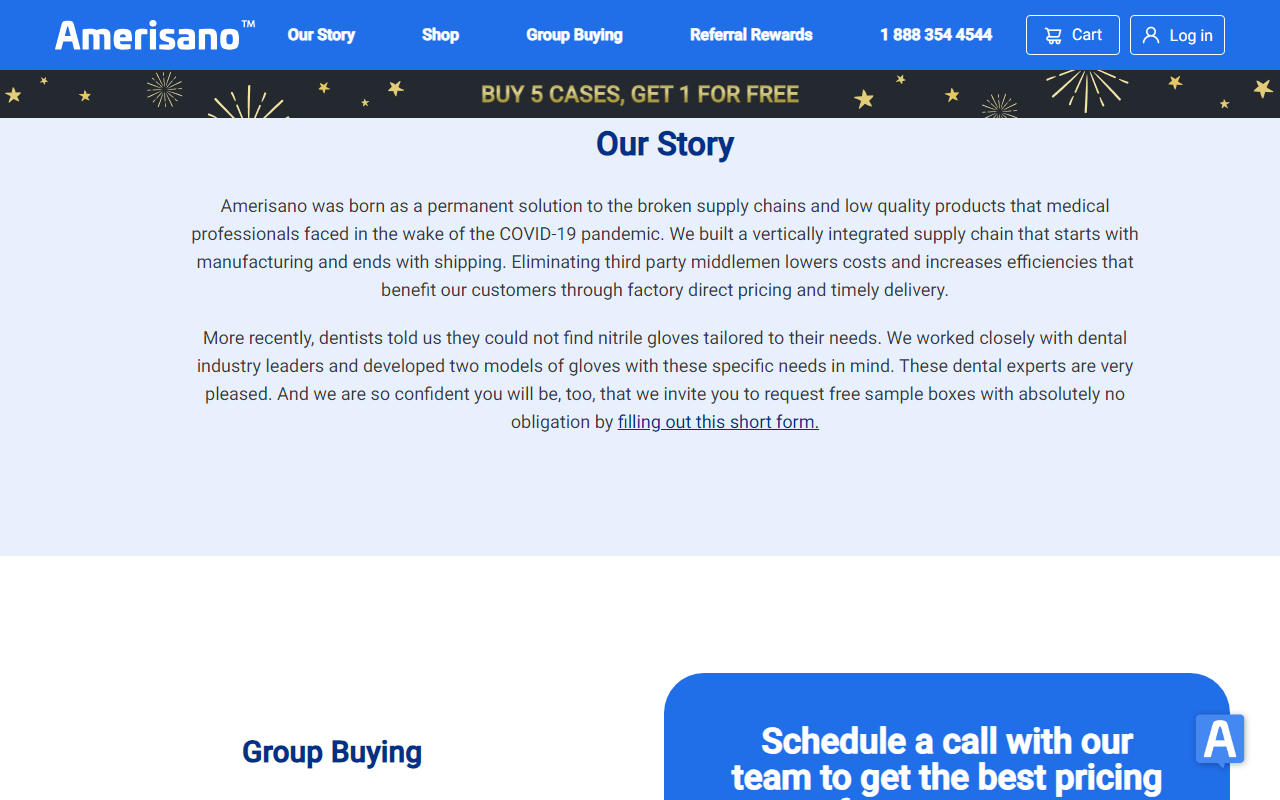 Amerisano™
Our Story
Shop
Group Buying
Referral Rewards
1 888 354 4544
Cart
Log in
BUY 5 CASES, GET 1 FOR FREE
Our Story
Amerisano was born as a permanent solution to the broken supply chains and low quality products that medical
professionals faced in the wake of the COVID-19 pandemic. We built a vertically integrated supply chain that starts with
manufacturing and ends with shipping. Eliminating third party middlemen lowers costs and increases efficiencies that
benefit our customers through factory direct pricing and timely delivery.
More recently, dentists told us they could not find nitrile gloves tailored to their needs. We worked closely with dental
industry leaders and developed two models of gloves with these specific needs in mind. These dental experts are very
pleased. And we are so confident you will be, too, that we invite you to request free sample boxes with absolutely no
obligation by filling out this short form.
Group Buying
Schedule a call with our
team to get the best pricing
A